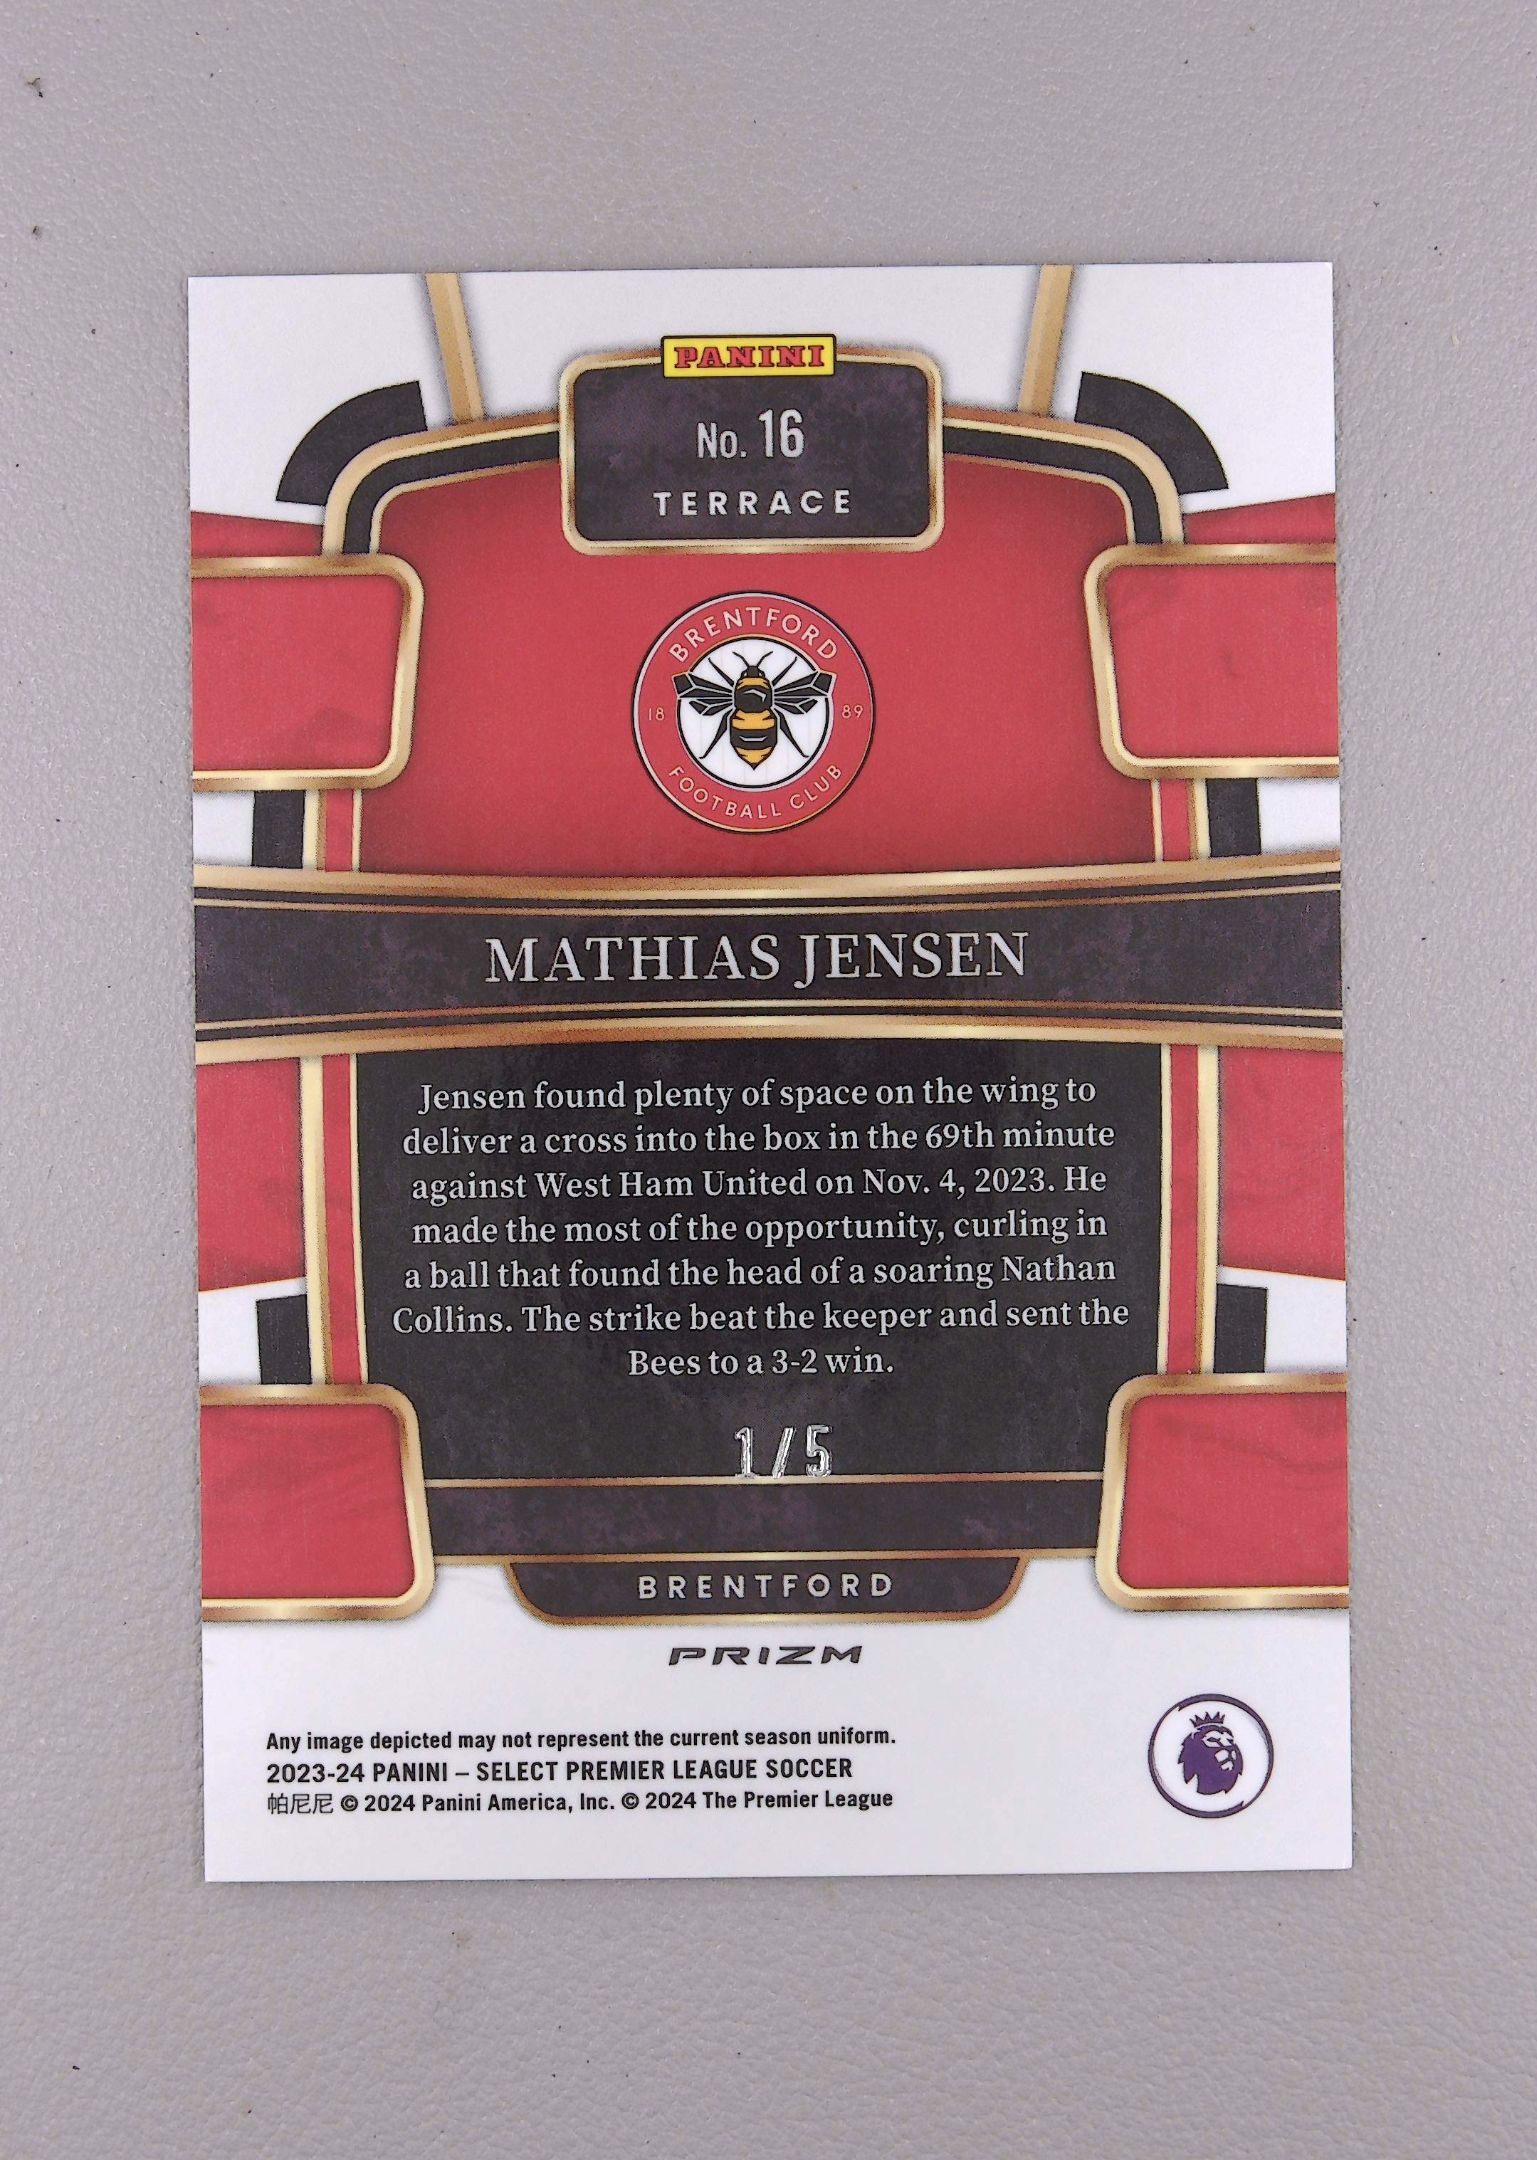 PANINI
No. 16
TERRACE
BRENTFORD
18 89
FOOTBALL CLUB
MATHIAS JENSEN
Jensen found plenty of space on the wing to
deliver a cross into the box in the 69th minute
against West Ham United on Nov. 4, 2023. He
made the most of the opportunity, curling in
a ball that found the head of a soaring Nathan
Collins. The strike beat the keeper and sent the
Bees to a 3-2 win.
1/5
BRENTFORD
PRIZM
Any image depicted may not represent the current season uniform.
2023-24 PANINI – SELECT PREMIER LEAGUE SOCCER
帕尼尼 © 2024 Panini America, Inc. © 2024 The Premier League